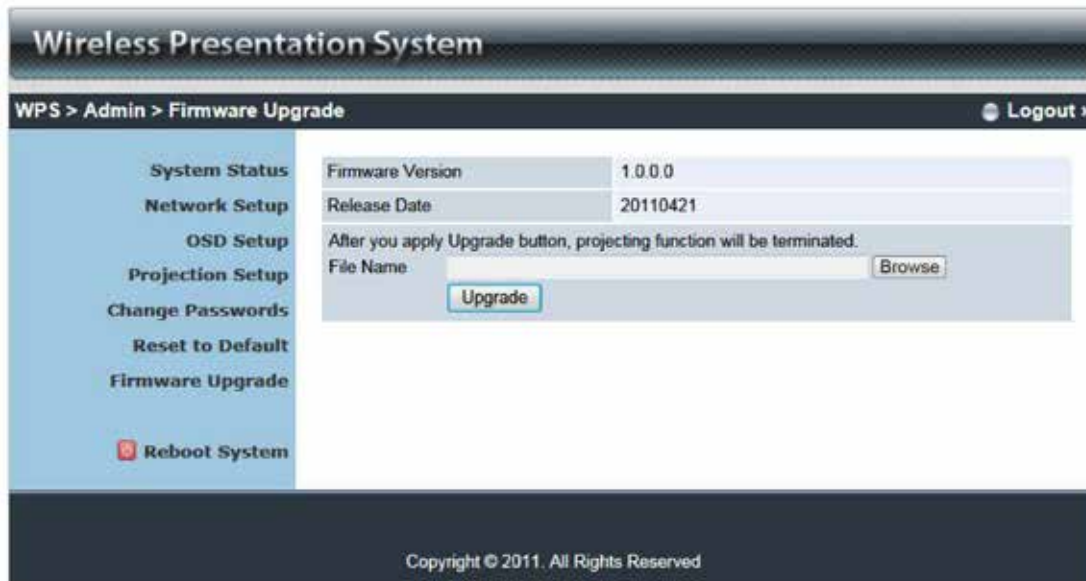 Wireless Presentation System
WPS > Admin > Firmware Upgrade
Logout »
System Status
Network Setup
OSD Setup
Projection Setup
Change Passwords
Reset to Default
Firmware Upgrade
Reboot System
Firmware Version 1.0.0.0
Release Date 20110421
After you apply Upgrade button, projecting function will be terminated.
File Name Browse
Upgrade
Copyright © 2011. All Rights Reserved